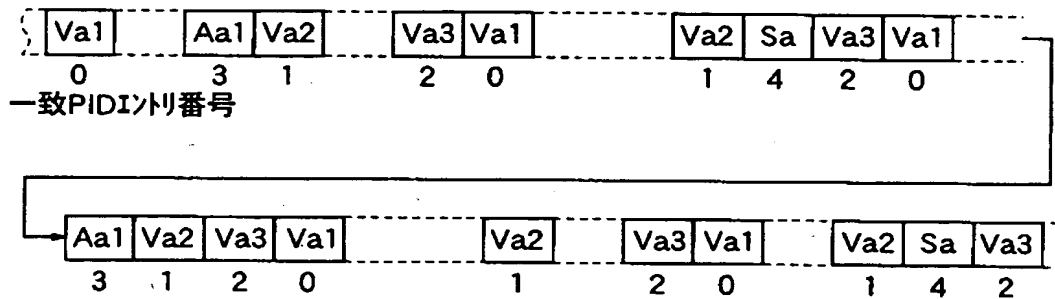 Va1 Aa1 Va2 Va3 Va1 Va2 Sa Va3 Va1
0 3 1 2 0 1 4 2 0
一致PIDエントリ番号
Aa1 Va2 Va3 Va1 Va2 Va3 Va1 Va2 Sa Va3
3 1 2 0 1 2 0 1 4 2